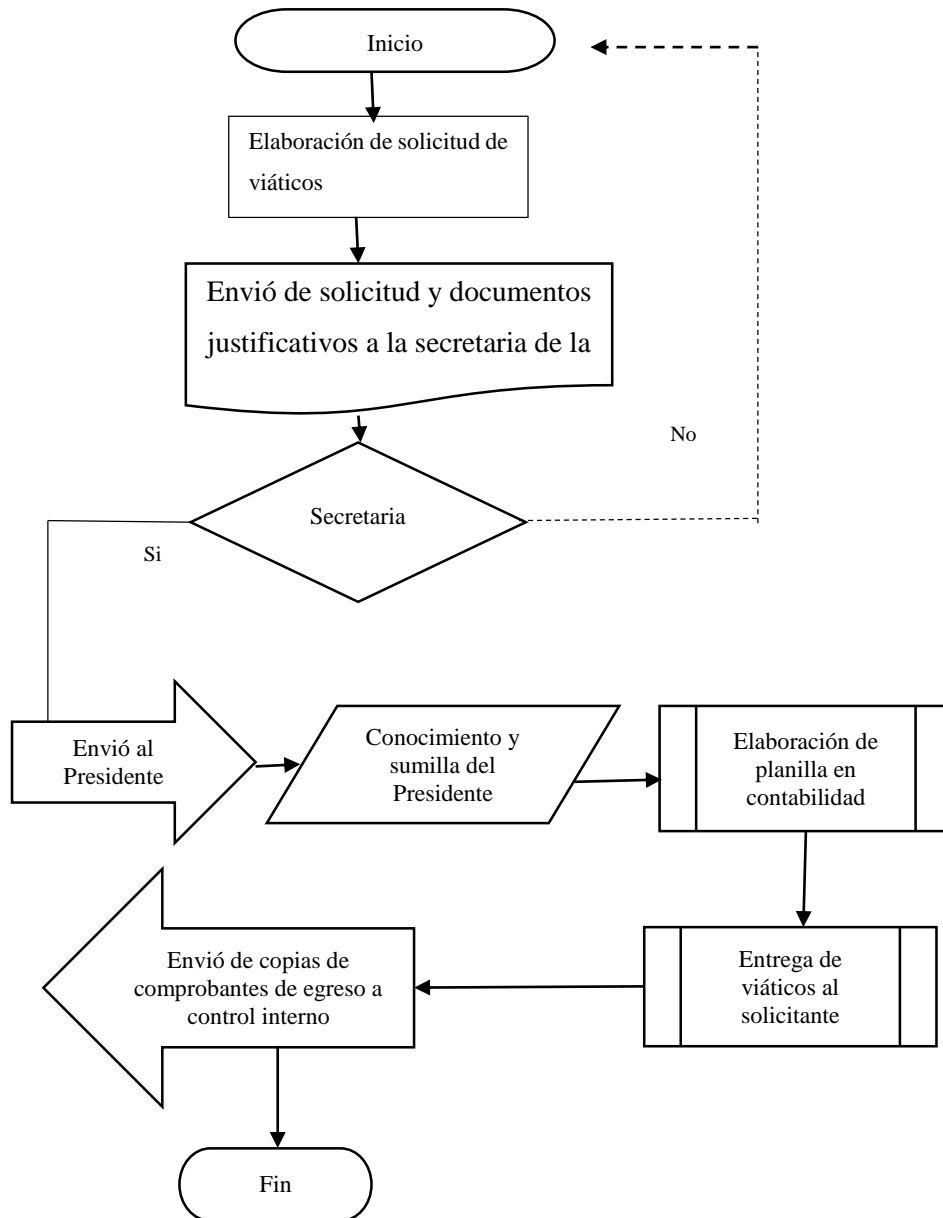 Inicio
Elaboración de solicitud de
viáticos
Envió de solicitud y documentos
justificativos a la secretaria de la
No
Secretaria
Si
Envió al
Presidente
Conocimiento y
sumilla del
Presidente
Elaboración de
planilla en
contabilidad
Envió de copias de
comprobantes de egreso a
control interno
Entrega de
viáticos al
solicitante
Fin